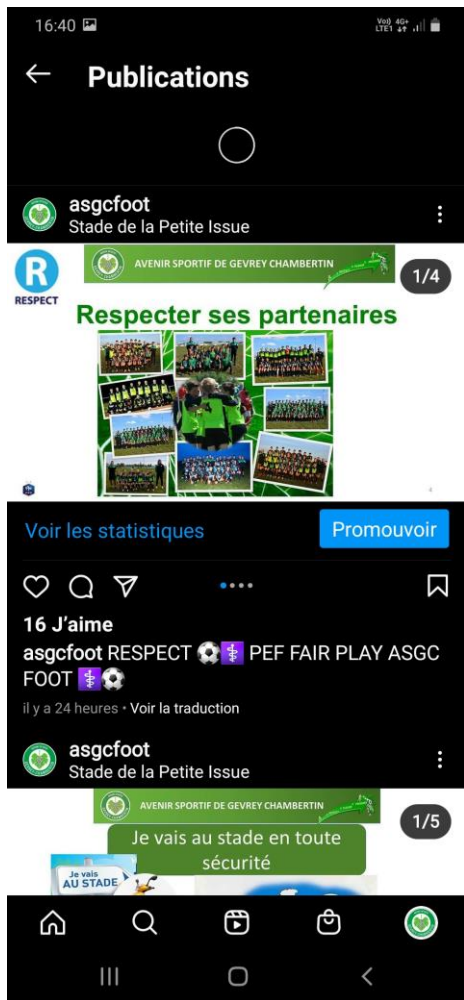 16:40
Vo)) 4G+
LTE1
Publications
asgcfoot
Stade de la Petite Issue
R
RESPECT
AVENIR SPORTIF DE GEVREY CHAMBERTIN
1/4
Respecter ses partenaires
Voir les statistiques
Promouvoir
16 J’aime
asgcfoot RESPECT ⚽⚕️ PEF FAIR PLAY ASGC
FOOT ⚕️⚽
il y a 24 heures • Voir la traduction
asgcfoot
Stade de la Petite Issue
AVENIR SPORTIF DE GEVREY CHAMBERTIN
1/5
Je vais au stade en toute
sécurité
Je vais
AU STADE